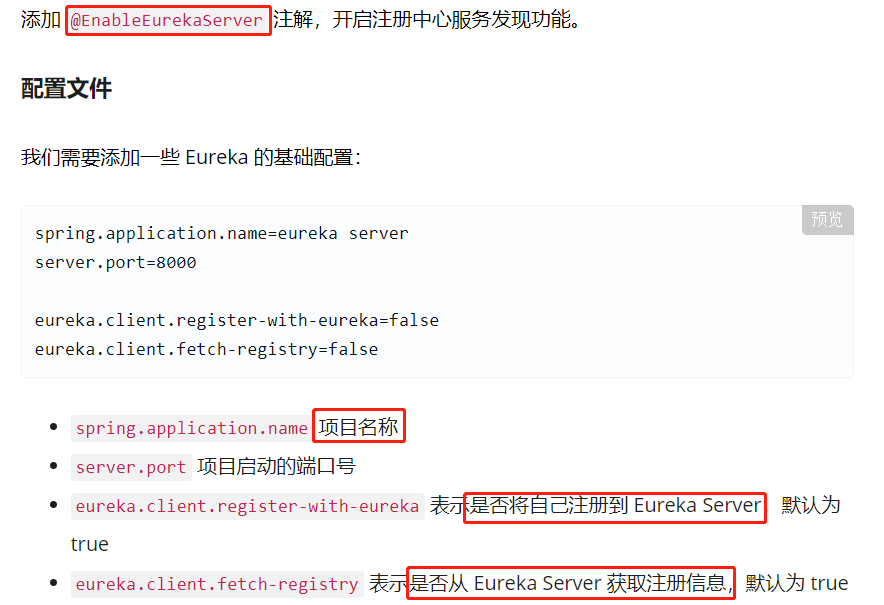 添加 @EnableEurekaServer 注解，开启注册中心服务发现功能。
配置文件
我们需要添加一些 Eureka 的基础配置：
预览
spring.application.name=eureka server
server.port=8000
eureka.client.register-with-eureka=false
eureka.client.fetch-registry=false
spring.application.name 项目名称
server.port 项目启动的端口号
eureka.client.register-with-eureka 表示是否将自己注册到 Eureka Server 默认为
true
eureka.client.fetch-registry 表示是否从 Eureka Server 获取注册信息，默认为 true